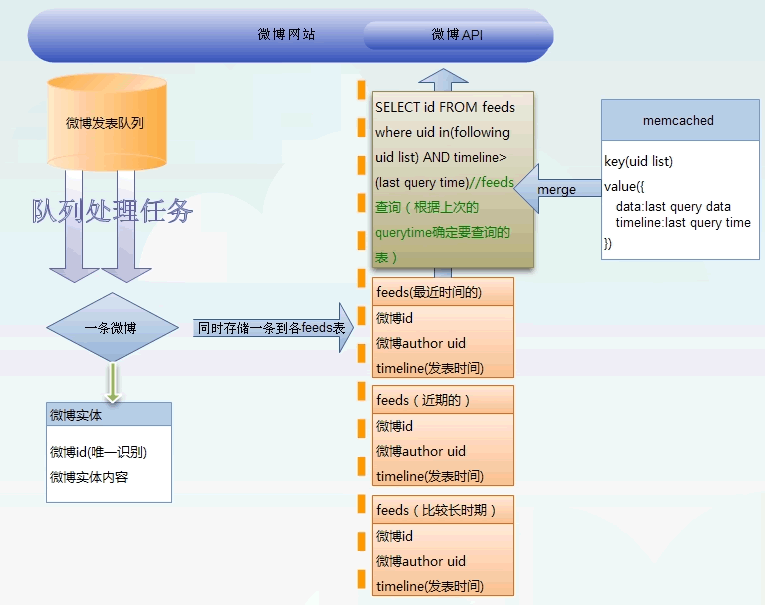 微博网站
微博API
微博发表队列
队列处理任务
一条微博
同时存储一条到各feeds表
微博实体
微博id(唯一识别)
微博实体内容
SELECT id FROM feeds
where uid in(following
uid list) AND timeline>
(last query time)//feeds
查询（根据上次的
querytime确定要查询的
表）
merge
memcached
key(uid list)
value({
data:last query data
timeline:last query time
})
feeds(最近时间的)
微博id
微博author uid
timeline(发表时间)
feeds（近期的）
微博id
微博author uid
timeline(发表时间)
feeds（比较长时期）
微博id
微博author uid
timeline(发表时间)